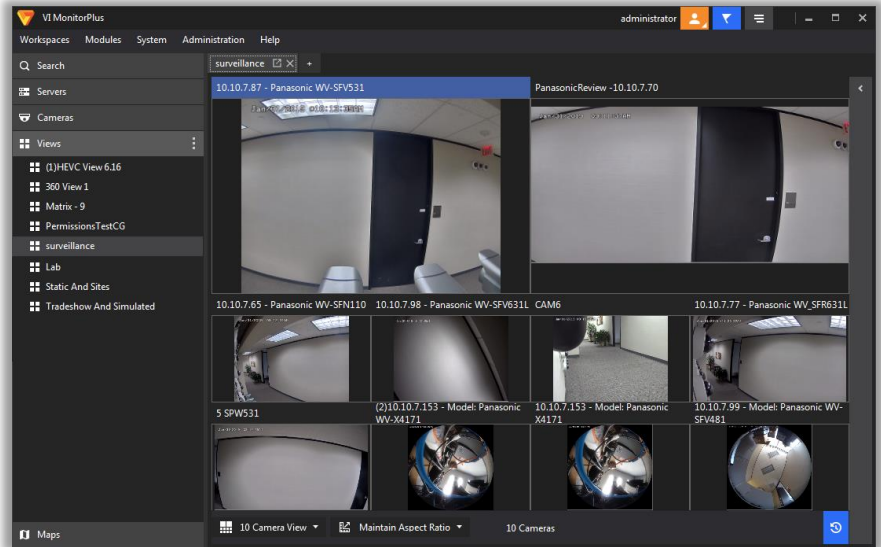 VI MonitorPlus
administrator
Workspaces Modules System Administration Help
Search
Servers
Cameras
Views
(1)HEVC View 6.16
360 View 1
Matrix - 9
PermissionsTestCG
surveillance
Lab
Static And Sites
Tradeshow And Simulated
Maps
surveillance
10.10.7.87 - Panasonic WV-SFV531
PanasonicReview -10.10.7.70
10.10.7.65 - Panasonic WV-SFN110
10.10.7.98 - Panasonic WV-SFV631L
CAM6
10.10.7.77 - Panasonic WV_SFR631L
5 SPW531
(2)10.10.7.153 - Model: Panasonic
WV-X4171
10.10.7.153 - Model: Panasonic
X4171
10.10.7.99 - Model: Panasonic WV-
SFV481
10 Camera View
Maintain Aspect Ratio
10 Cameras